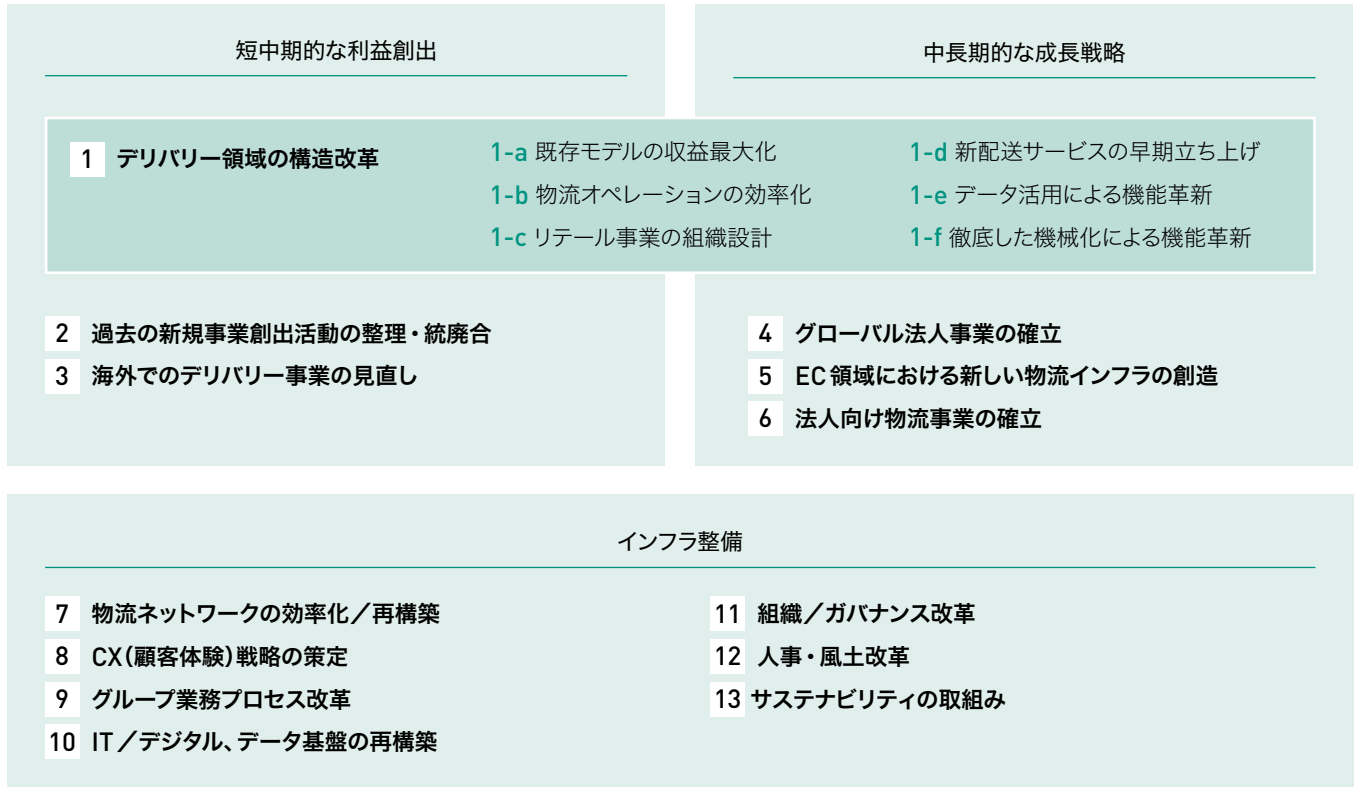 短中期的な利益創出
中長期的な成長戦略
1 デリバリー領域の構造改革
1-a 既存モデルの収益最大化
1-b 物流オペレーションの効率化
1-c リテール事業の組織設計
1-d 新配送サービスの早期立ち上げ
1-e データ活用による機能革新
1-f 徹底した機械化による機能革新
2 過去の新規事業創出活動の整理・統廃合
3 海外でのデリバリー事業の見直し
4 グローバル法人事業の確立
5 EC領域における新しい物流インフラの創造
6 法人向け物流事業の確立
インフラ整備
7 物流ネットワークの効率化／再構築
8 CX（顧客体験）戦略の策定
9 グループ業務プロセス改革
10 IT／デジタル、データ基盤の再構築
11 組織／ガバナンス改革
12 人事・風土改革
13 サステナビリティの取組み